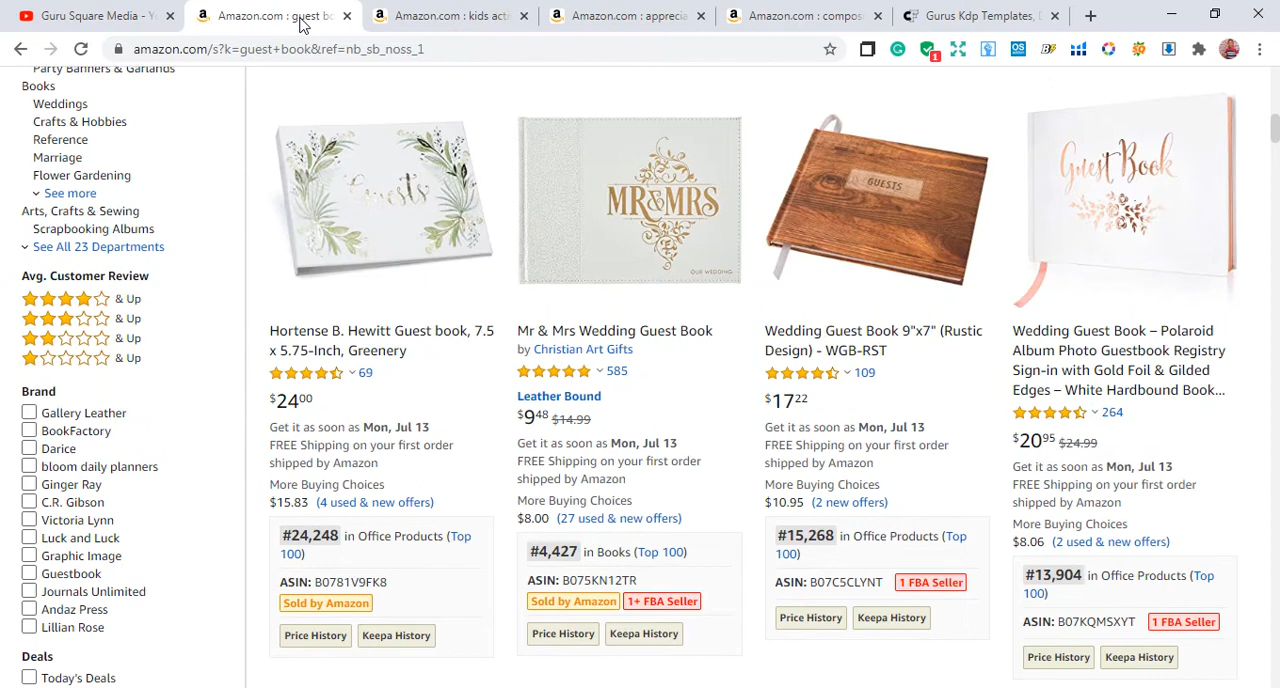 Guru Square Media - Yo
Amazon.com : guest bo
Amazon.com : kids acti
Amazon.com : apprecia
Amazon.com : compos
Gurus Kdp Templates, D
amazon.com/s?k=guest+book&ref=nb_sb_noss_1
1
Party Banners & Garlands
Books
Weddings
Crafts & Hobbies
Reference
Marriage
Flower Gardening
See more
Arts, Crafts & Sewing
Scrapbooking Albums
See All 23 Departments
Avg. Customer Review
& Up
& Up
& Up
& Up
Brand
Gallery Leather
BookFactory
Darice
bloom daily planners
Ginger Ray
C.R. Gibson
Victoria Lynn
Luck and Luck
Graphic Image
Guestbook
Journals Unlimited
Andaz Press
Lillian Rose
Deals
Today's Deals
Guests
Hortense B. Hewitt Guest book, 7.5
x 5.75-Inch, Greenery
69
$24 00
Get it as soon as Mon, Jul 13
FREE Shipping on your first order
shipped by Amazon
More Buying Choices
$15.83 (4 used & new offers)
#24,248 in Office Products (Top
100)
ASIN: B0781V9FK8
Sold by Amazon
Price History Keepa History
MR & MRS
OUR WEDDING
Mr & Mrs Wedding Guest Book
by Christian Art Gifts
585
Leather Bound
$9 48 $14.99
Get it as soon as Mon, Jul 13
FREE Shipping on your first order
shipped by Amazon
More Buying Choices
$8.00 (27 used & new offers)
#4,427 in Books (Top 100)
ASIN: B075KN12TR
Sold by Amazon 1+ FBA Seller
Price History Keepa History
GUESTS
Wedding Guest Book 9"x7" (Rustic
Design) - WGB-RST
109
$17 22
Get it as soon as Mon, Jul 13
FREE Shipping on your first order
shipped by Amazon
More Buying Choices
$10.95 (2 new offers)
#15,268 in Office Products (Top
100)
ASIN: B07C5CLYNT 1 FBA Seller
Price History Keepa History
Guest Book
Wedding Guest Book – Polaroid
Album Photo Guestbook Registry
Sign-in with Gold Foil & Gilded
Edges – White Hardbound Book...
264
$20 95 $24.99
Get it as soon as Mon, Jul 13
FREE Shipping on your first order
shipped by Amazon
More Buying Choices
$8.06 (2 used & new offers)
#13,904 in Office Products (Top
100)
ASIN: B07KQMSXYT 1 FBA Seller
Price History Keepa History